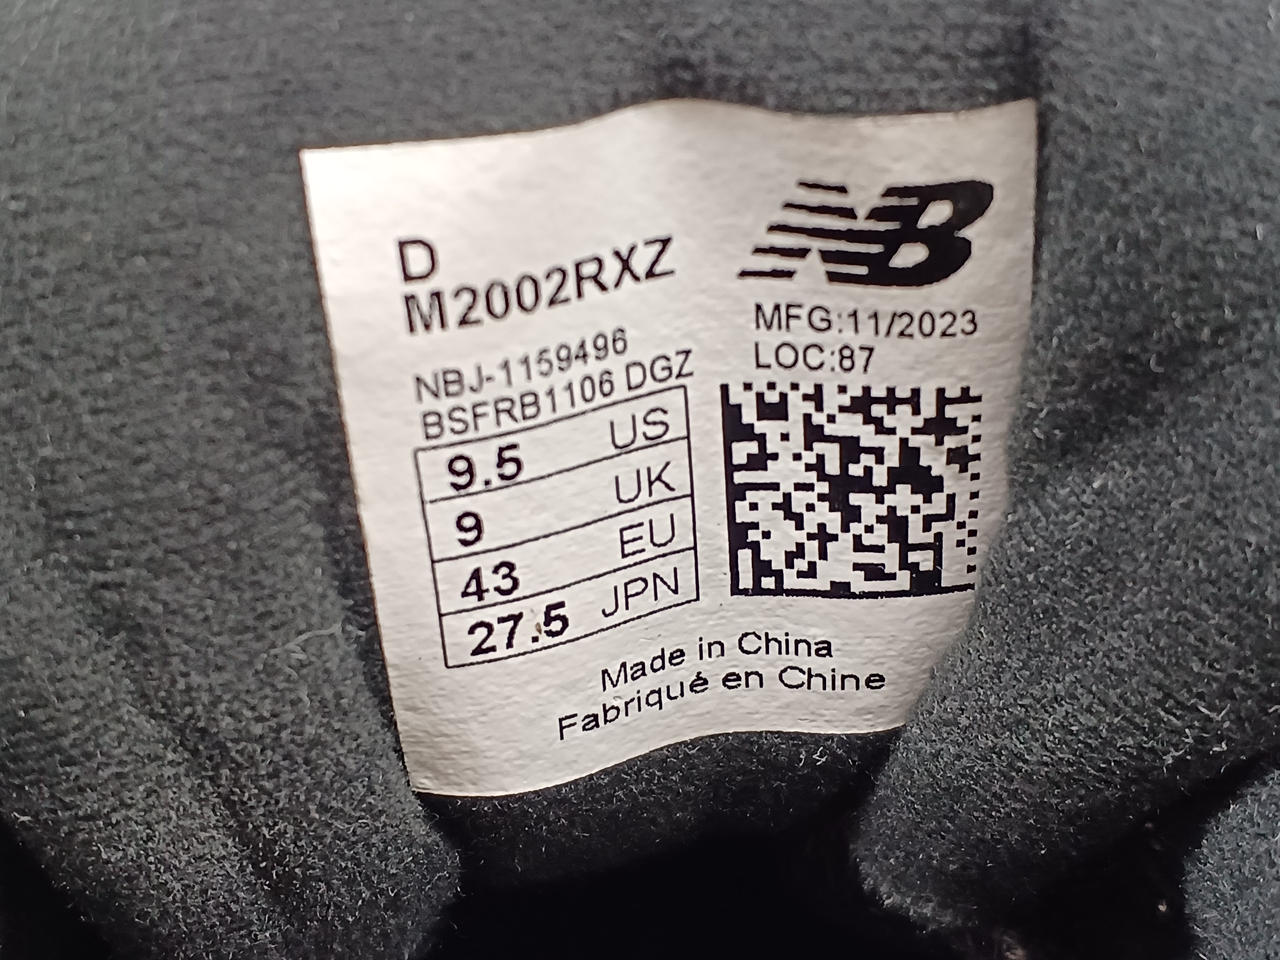 D
M2002RXZ
NBJ-1159496
BSFRB1106 DGZ
9.5 US
9 UK
43 EU
27.5 JPN
NB
MFG:11/2023
LOC:87
Made in China
Fabriqué en Chine